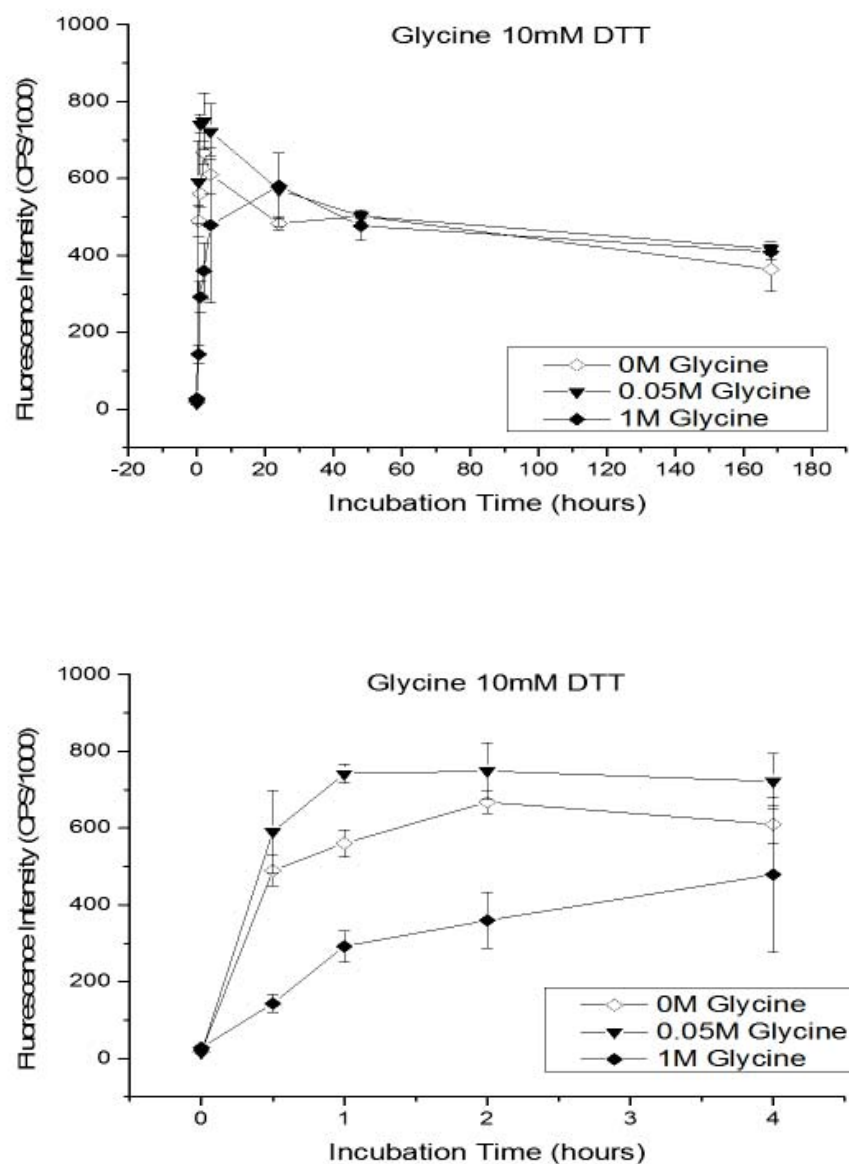 Glycine 10mM DTT
Fluorescence Intensity (CPS/1000)
1000
800
600
400
200
0
0M Glycine
0.05M Glycine
1M Glycine
-20 0 20 40 60 80 100 120 140 160 180
Incubation Time (hours)
Glycine 10mM DTT
Fluorescence Intensity (CPS/1000)
1000
800
600
400
200
0
0M Glycine
0.05M Glycine
1M Glycine
0 1 2 3 4
Incubation Time (hours)